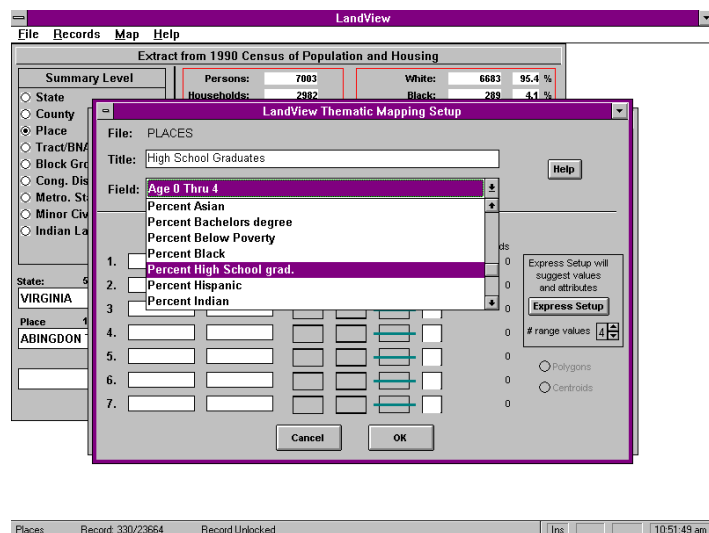 LandView
File Records Map Help
Extract from 1990 Census of Population and Housing
Summary Level
Persons: 7003 White: 6683 95.4 %
Households: 2982 Black: 289 4.1 %
State
County
Place
Tract/BNA
Block Gro
Cong. Dis
Metro. St
Minor Civ
Indian La
State:
VIRGINIA
Place 1
ABINGDON
LandView Thematic Mapping Setup
File: PLACES
Title: High School Graduates
Help
Field: Age 0 Thru 4
Percent Asian
Percent Bachelors degree
Percent Below Poverty
Percent Black
Percent High School grad.
Percent Hispanic
Percent Indian
ds
1. 0
2. 0
3 0
4. 0
5. 0
6. 0
7. 0
Express Setup will
suggest values
and attributes
Express Setup
# range values 4
Polygons
Centroids
Cancel OK
Places Record: 330/23664 Record Unlocked Ins 10:51:49 am